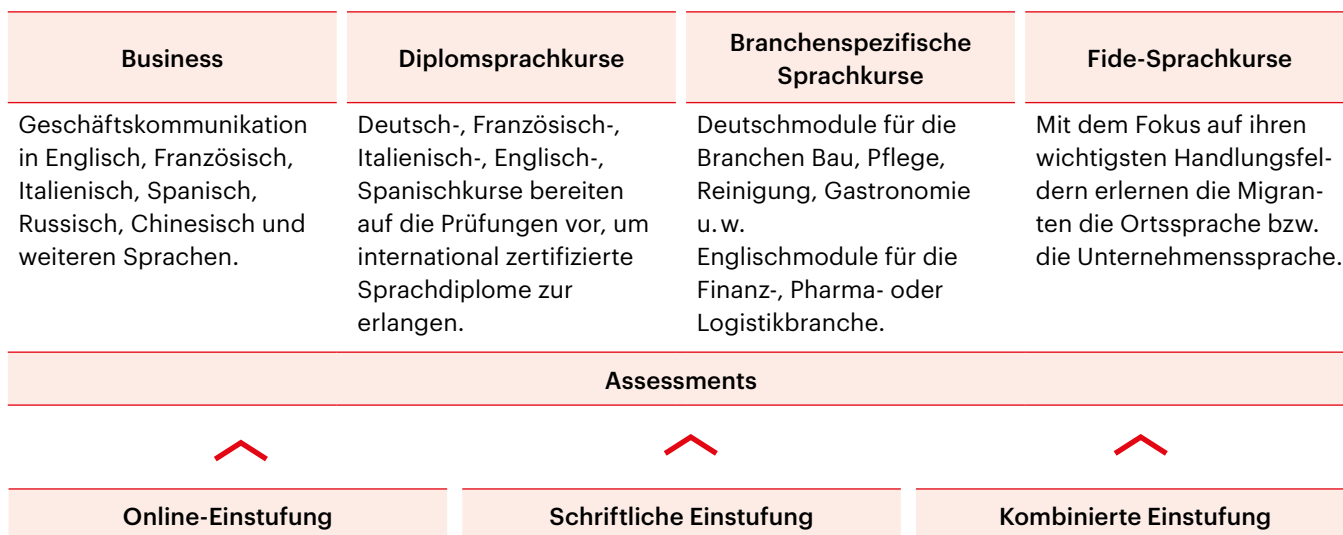 Business
Geschäftskommunikation
in Englisch, Französisch,
Italienisch, Spanisch,
Russisch, Chinesisch und
weiteren Sprachen.
Diplomsprachkurse
Deutsch-, Französisch-,
Italienisch-, Englisch-,
Spanischkurse bereiten
auf die Prüfungen vor, um
international zertifizierte
Sprachdiplome zur
erlangen.
Branchenspezifische
Sprachkurse
Deutschmodule für die
Branchen Bau, Pflege,
Reinigung, Gastronomie
u. w.
Englischmodule für die
Finanz-, Pharma- oder
Logistikbranche.
Fide-Sprachkurse
Mit dem Fokus auf ihren
wichtigsten Handlungsfel-
dern erlernen die Migran-
ten die Ortssprache bzw.
die Unternehmenssprache.
Assessments
Online-Einstufung
Schriftliche Einstufung
Kombinierte Einstufung